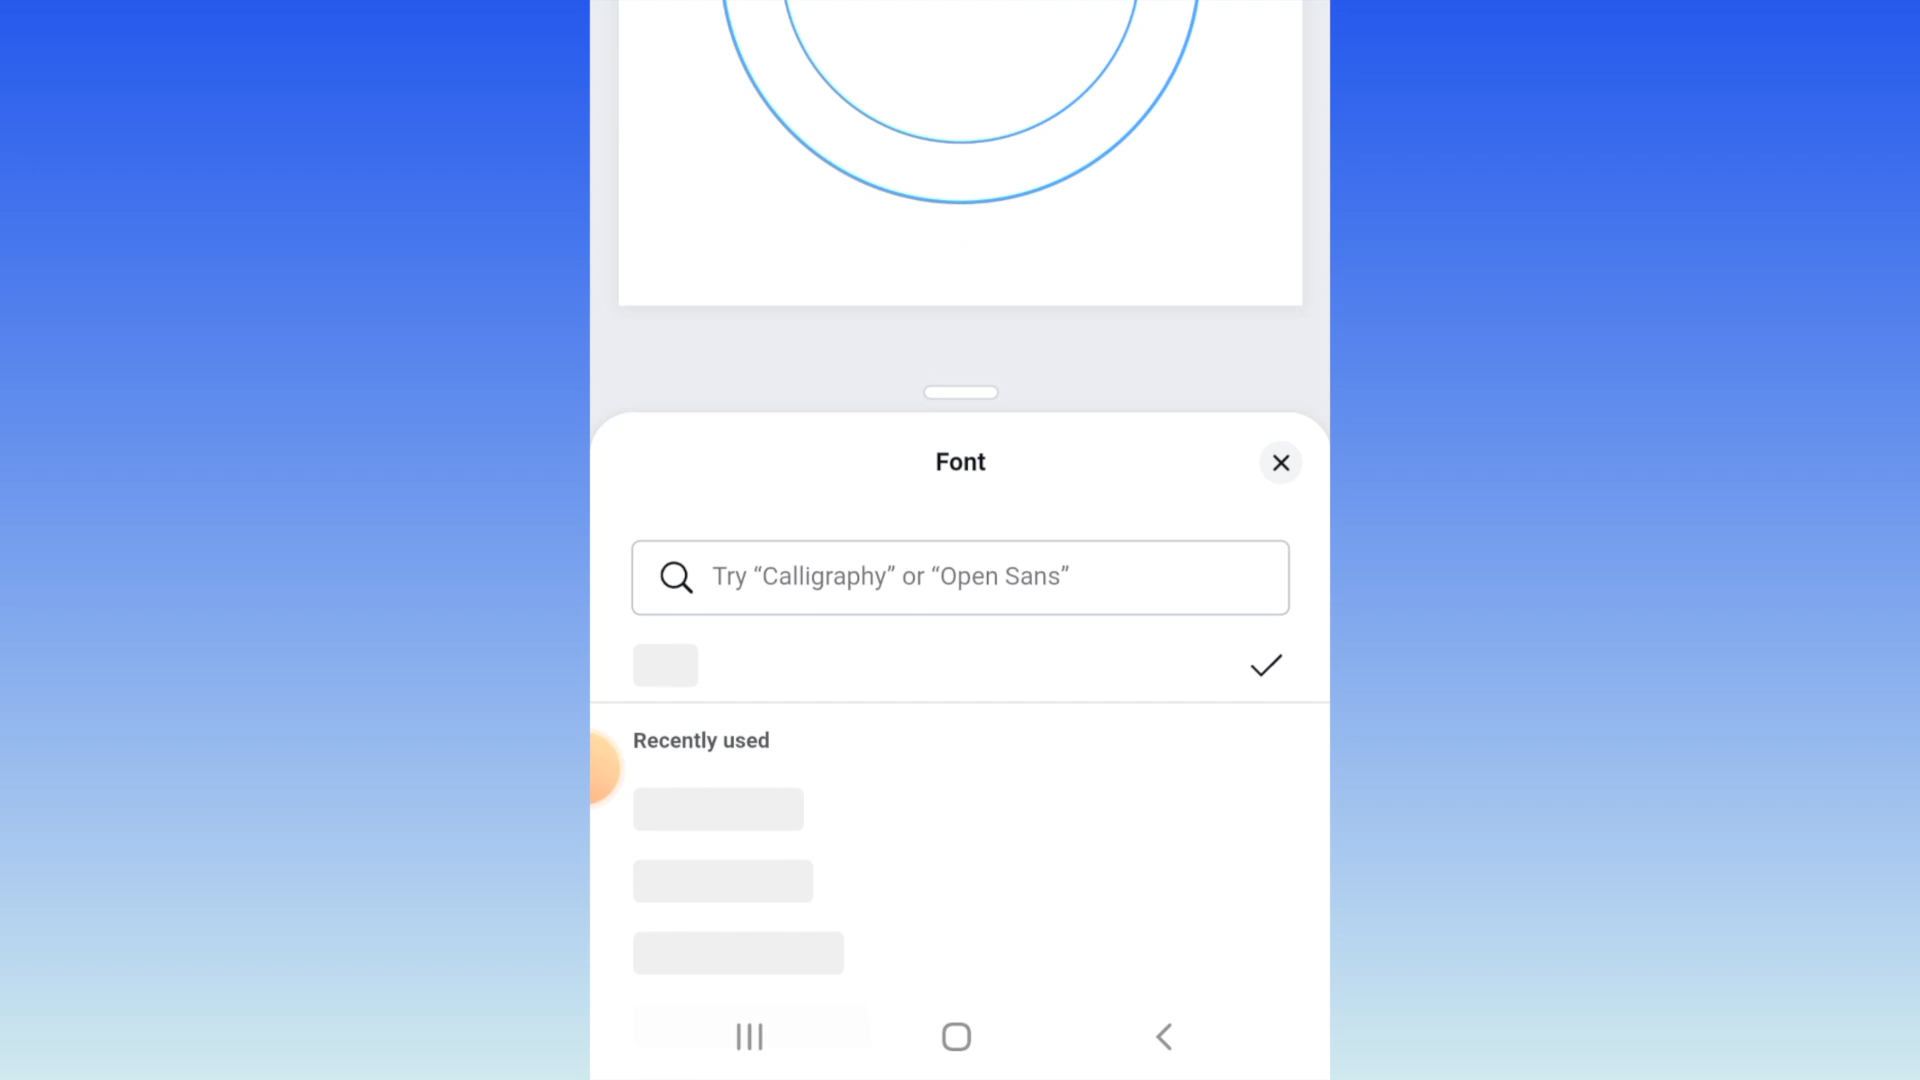 Font
Try “Calligraphy” or “Open Sans”
Recently used